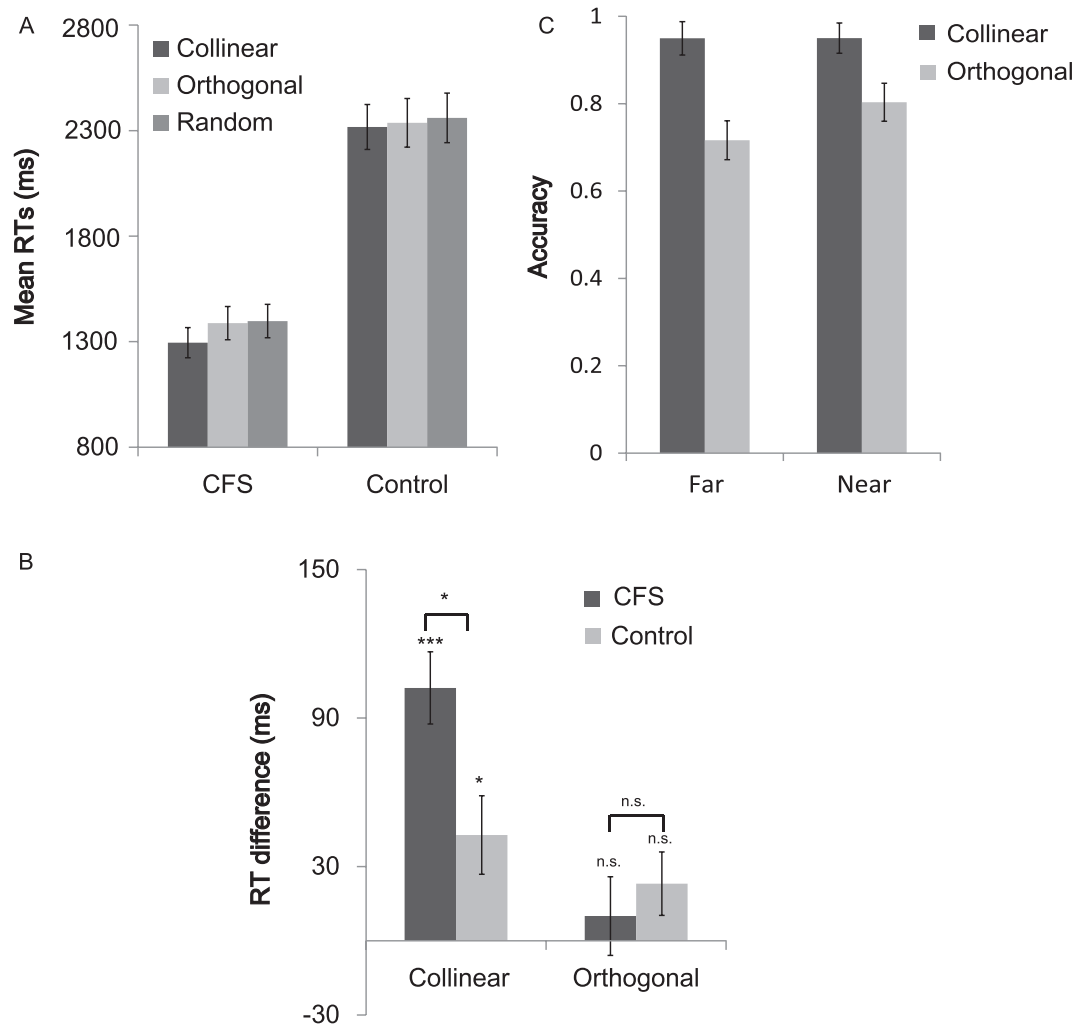 A
2800
2300
1800
1300
800
Mean RTs (ms)
Collinear
Orthogonal
Random
CFS Control
C
1
0.8
0.6
0.4
0.2
0
Accuracy
Collinear
Orthogonal
Far Near
B
150
90
30
-30
RT difference (ms)
CFS
Control
*
***
*
n.s.
n.s.
n.s.
Collinear Orthogonal